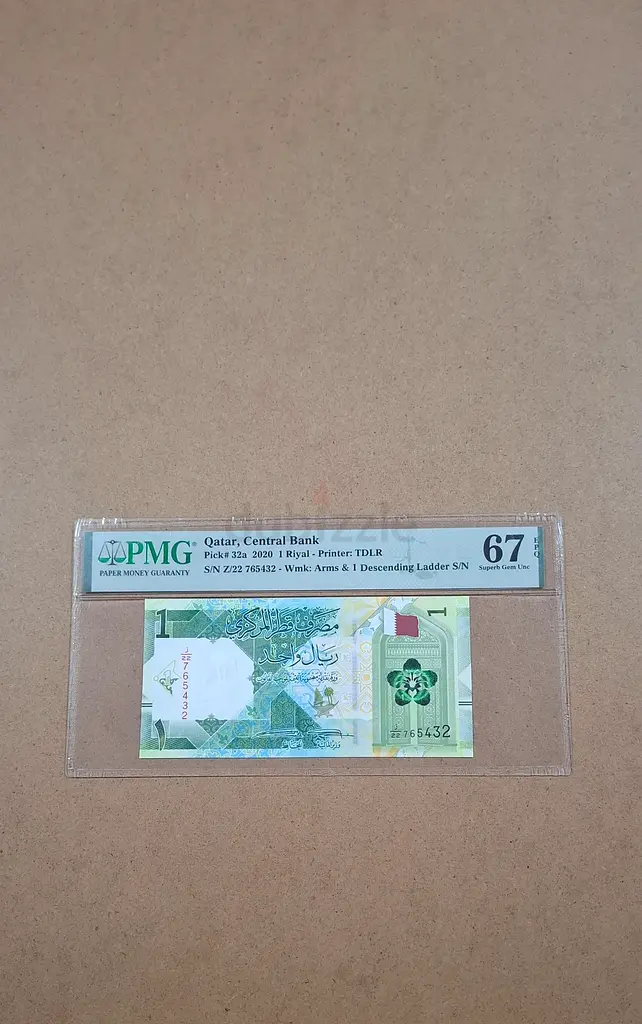 PMG
PAPER MONEY GUARANTY
Qatar, Central Bank
Pick# 32a 2020 1 Riyal - Printer: TDLR
S/N Z/22 765432 - Wmk: Arms & 1 Descending Ladder S/N
67 EPQ
Superb Gem Unc
1
مصرف قطر المركزي
1
ريال واحد
ز/22 765432
١
ز/22 765432